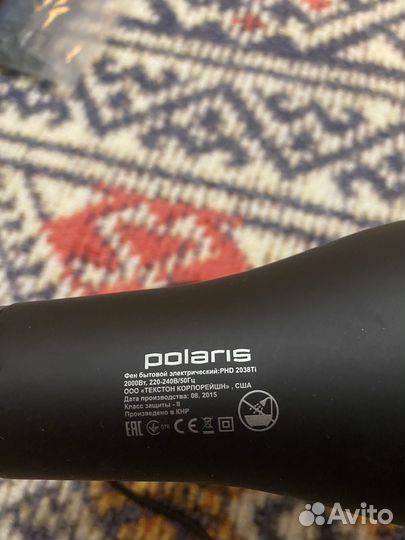 polaris
Фен бытовой электрический:PHD 2038Ti
2000Вт, 220-240В/50Гц
ООО «ТЕКСТОН КОРПОРЕЙШН» , США
Дата производства: 08, 2015
Класс защиты - II
Произведено в КНР
EAC
Avito